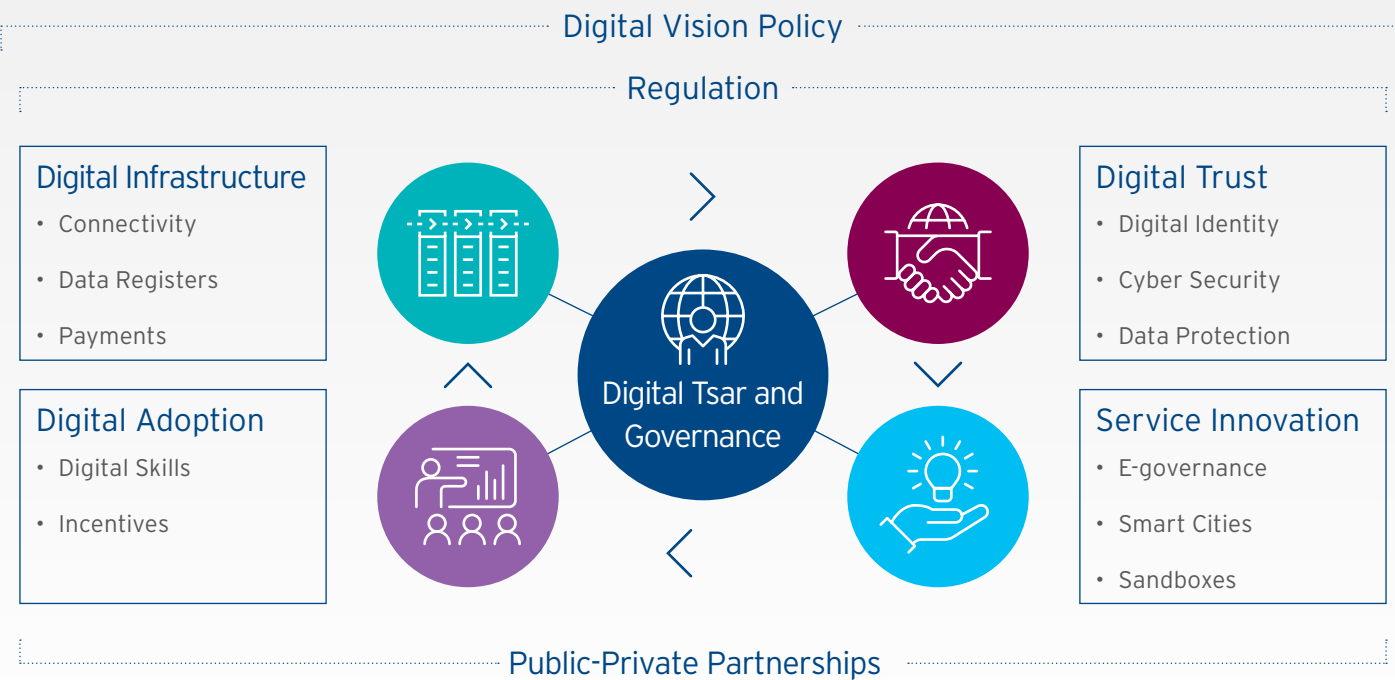 Digital Vision Policy
Regulation
Digital Infrastructure
• Connectivity
• Data Registers
• Payments
Digital Adoption
• Digital Skills
• Incentives
Digital Tsar and
Governance
Digital Trust
• Digital Identity
• Cyber Security
• Data Protection
Service Innovation
• E-governance
• Smart Cities
• Sandboxes
Public-Private Partnerships